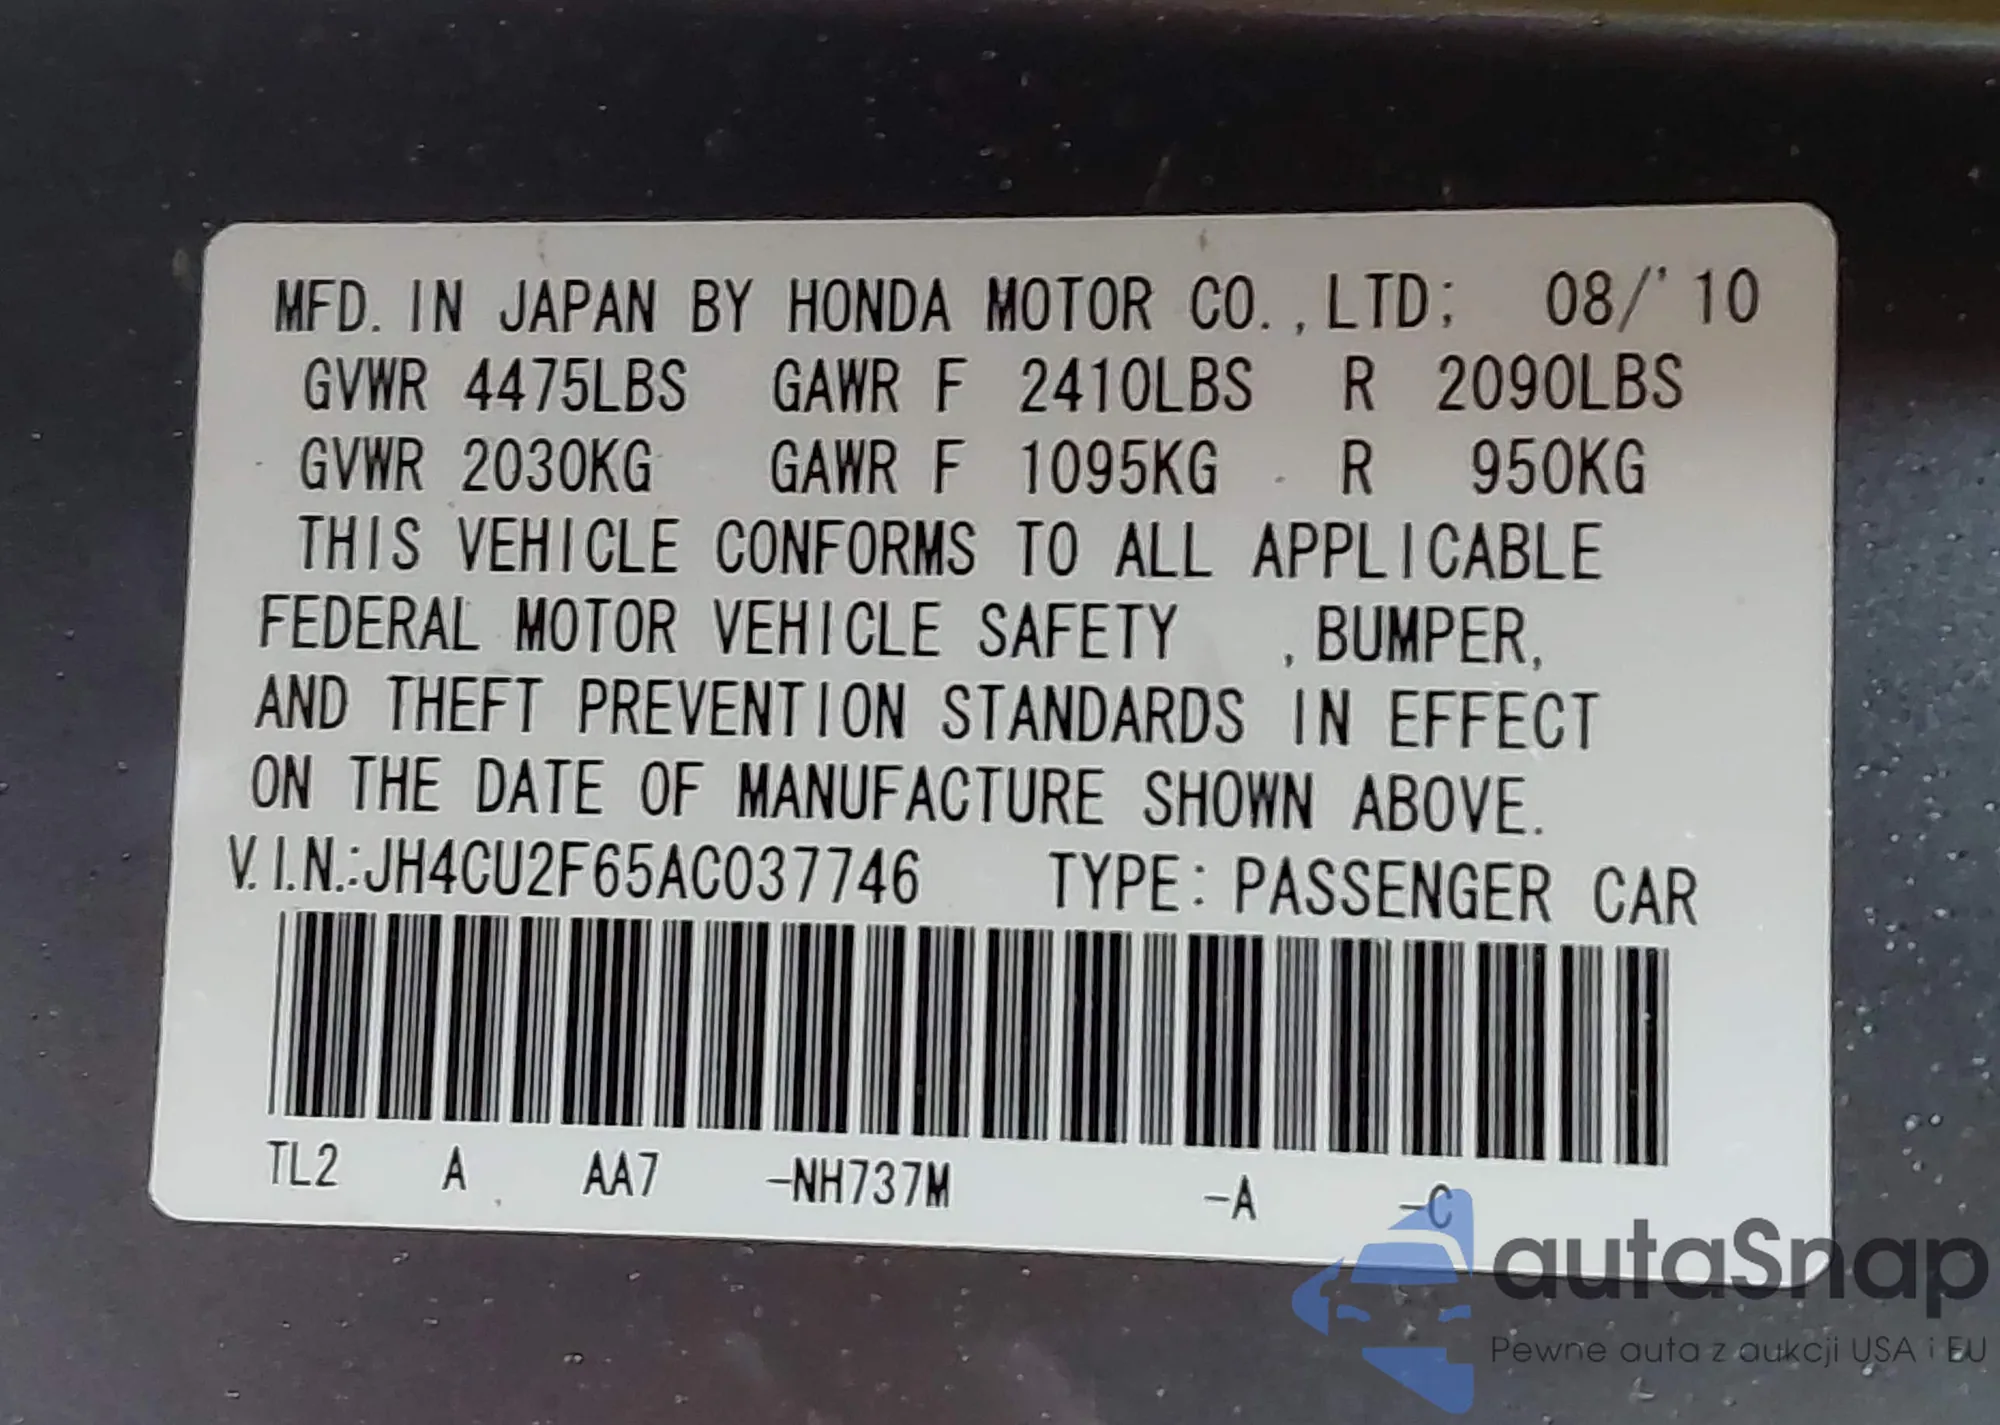 MFD. IN JAPAN BY HONDA MOTOR CO., LTD; 08/'10
GVWR 4475LBS GAWR F 2410LBS R 2090LBS
GVWR 2030KG GAWR F 1095KG R 950KG
THIS VEHICLE CONFORMS TO ALL APPLICABLE
FEDERAL MOTOR VEHICLE SAFETY , BUMPER,
AND THEFT PREVENTION STANDARDS IN EFFECT
ON THE DATE OF MANUFACTURE SHOWN ABOVE.
V.I.N.:JH4CU2F65AC037746 TYPE: PASSENGER CAR
TL2 A AA7 -NH737M -A -C
autaSnap
Pewne auta z aukcji USA i EU